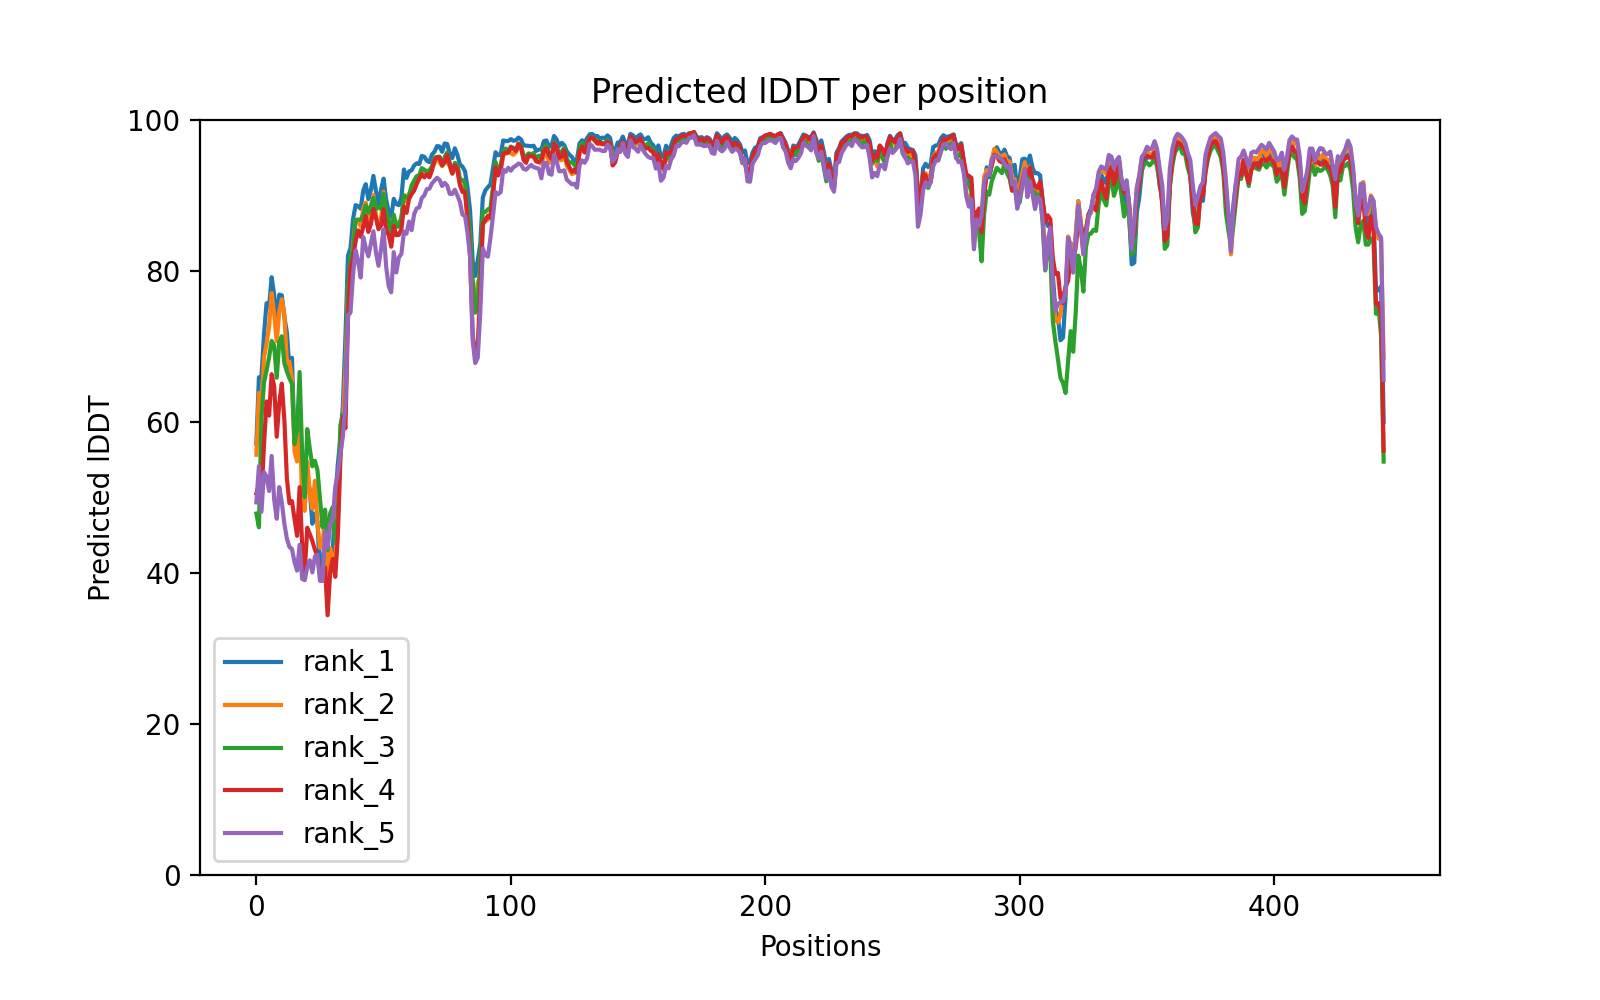 Predicted lDDT per position
100
80
60
40
20
0
Predicted lDDT
rank_1
rank_2
rank_3
rank_4
rank_5
0 100 200 300 400
Positions